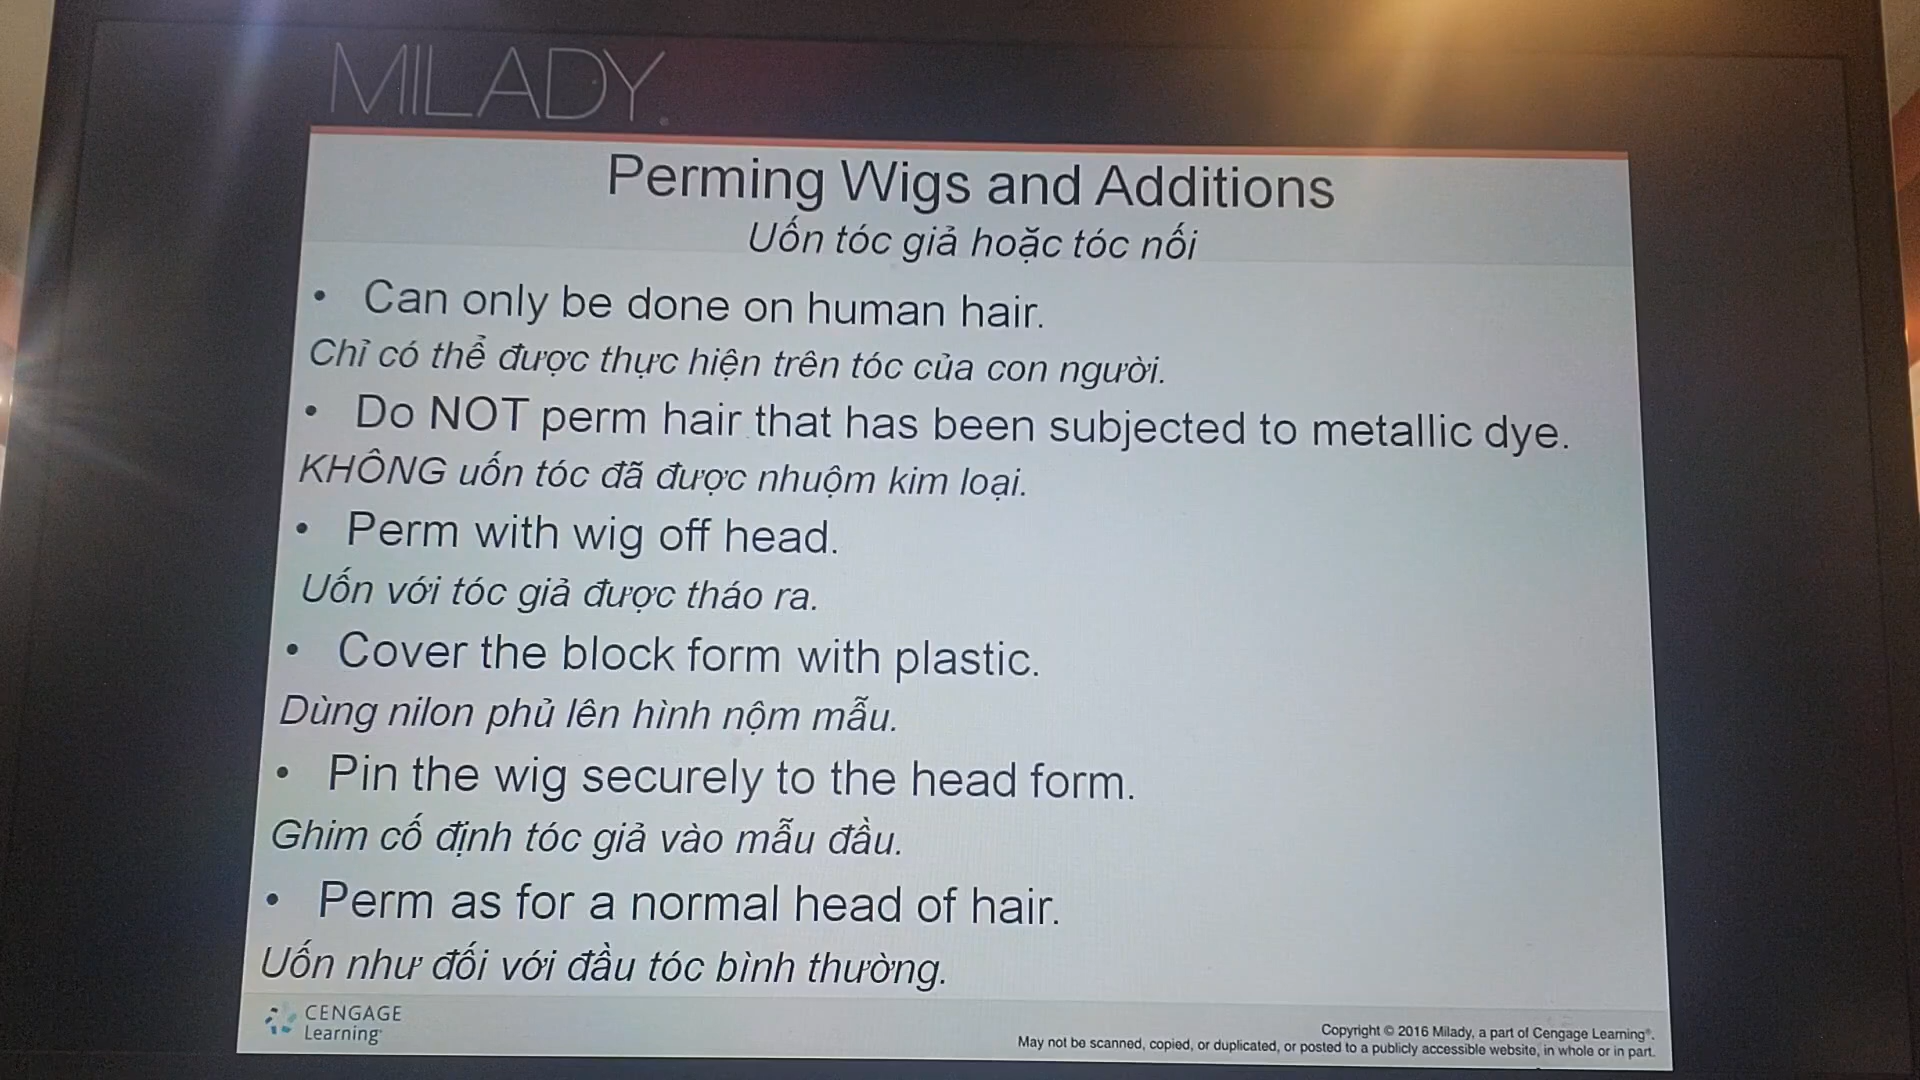 MILADY.
Perming Wigs and Additions
Uốn tóc giả hoặc tóc nối
• Can only be done on human hair.
Chỉ có thể được thực hiện trên tóc của con người.
• Do NOT perm hair that has been subjected to metallic dye.
KHÔNG uốn tóc đã được nhuộm kim loại.
• Perm with wig off head.
Uốn với tóc giả được tháo ra.
• Cover the block form with plastic.
Dùng nilon phủ lên hình nộm mẫu.
• Pin the wig securely to the head form.
Ghim cố định tóc giả vào mẫu đầu.
• Perm as for a normal head of hair.
Uốn như đối với đầu tóc bình thường.
CENGAGE
Learning
Copyright © 2016 Milady, a part of Cengage Learning®.
May not be scanned, copied, or duplicated, or posted to a publicly accessible website, in whole or in part.